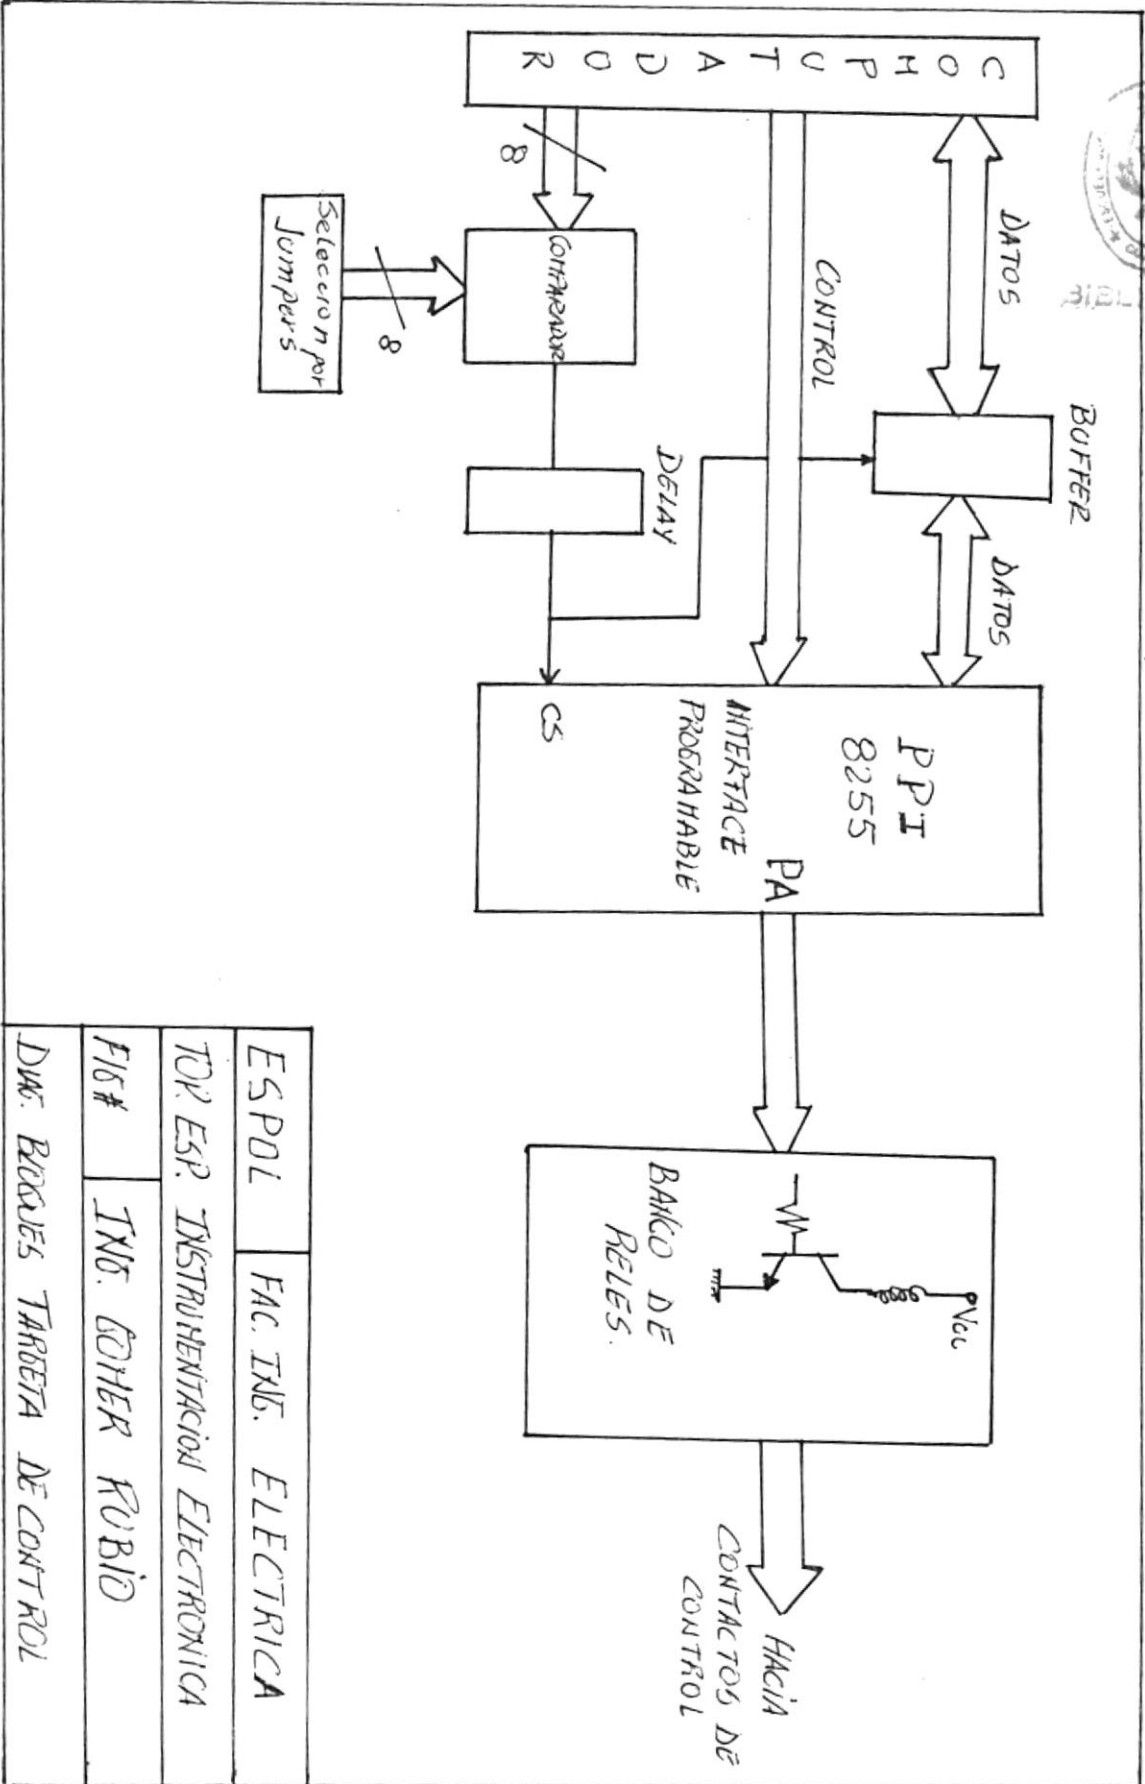 COMPUTADOR
DATOS
BUFFER
DATOS
CONTROL
8
COMPARADOR
Seleccion por
Jumpers
8
DELAY
PPI
8255
INTERFACE
PROGRAMABLE
CS
PA
Vcc
BANCO DE
RELES.
HACIA
CONTACTOS DE
CONTROL
ESPOL
FAC. ING. ELECTRICA
TOP. ESP. INSTRUMENTACION ELECTRONICA
FIG#
ING. GOMER RUBIO
DIAG. BLOQUES TARGETA DE CONTROL